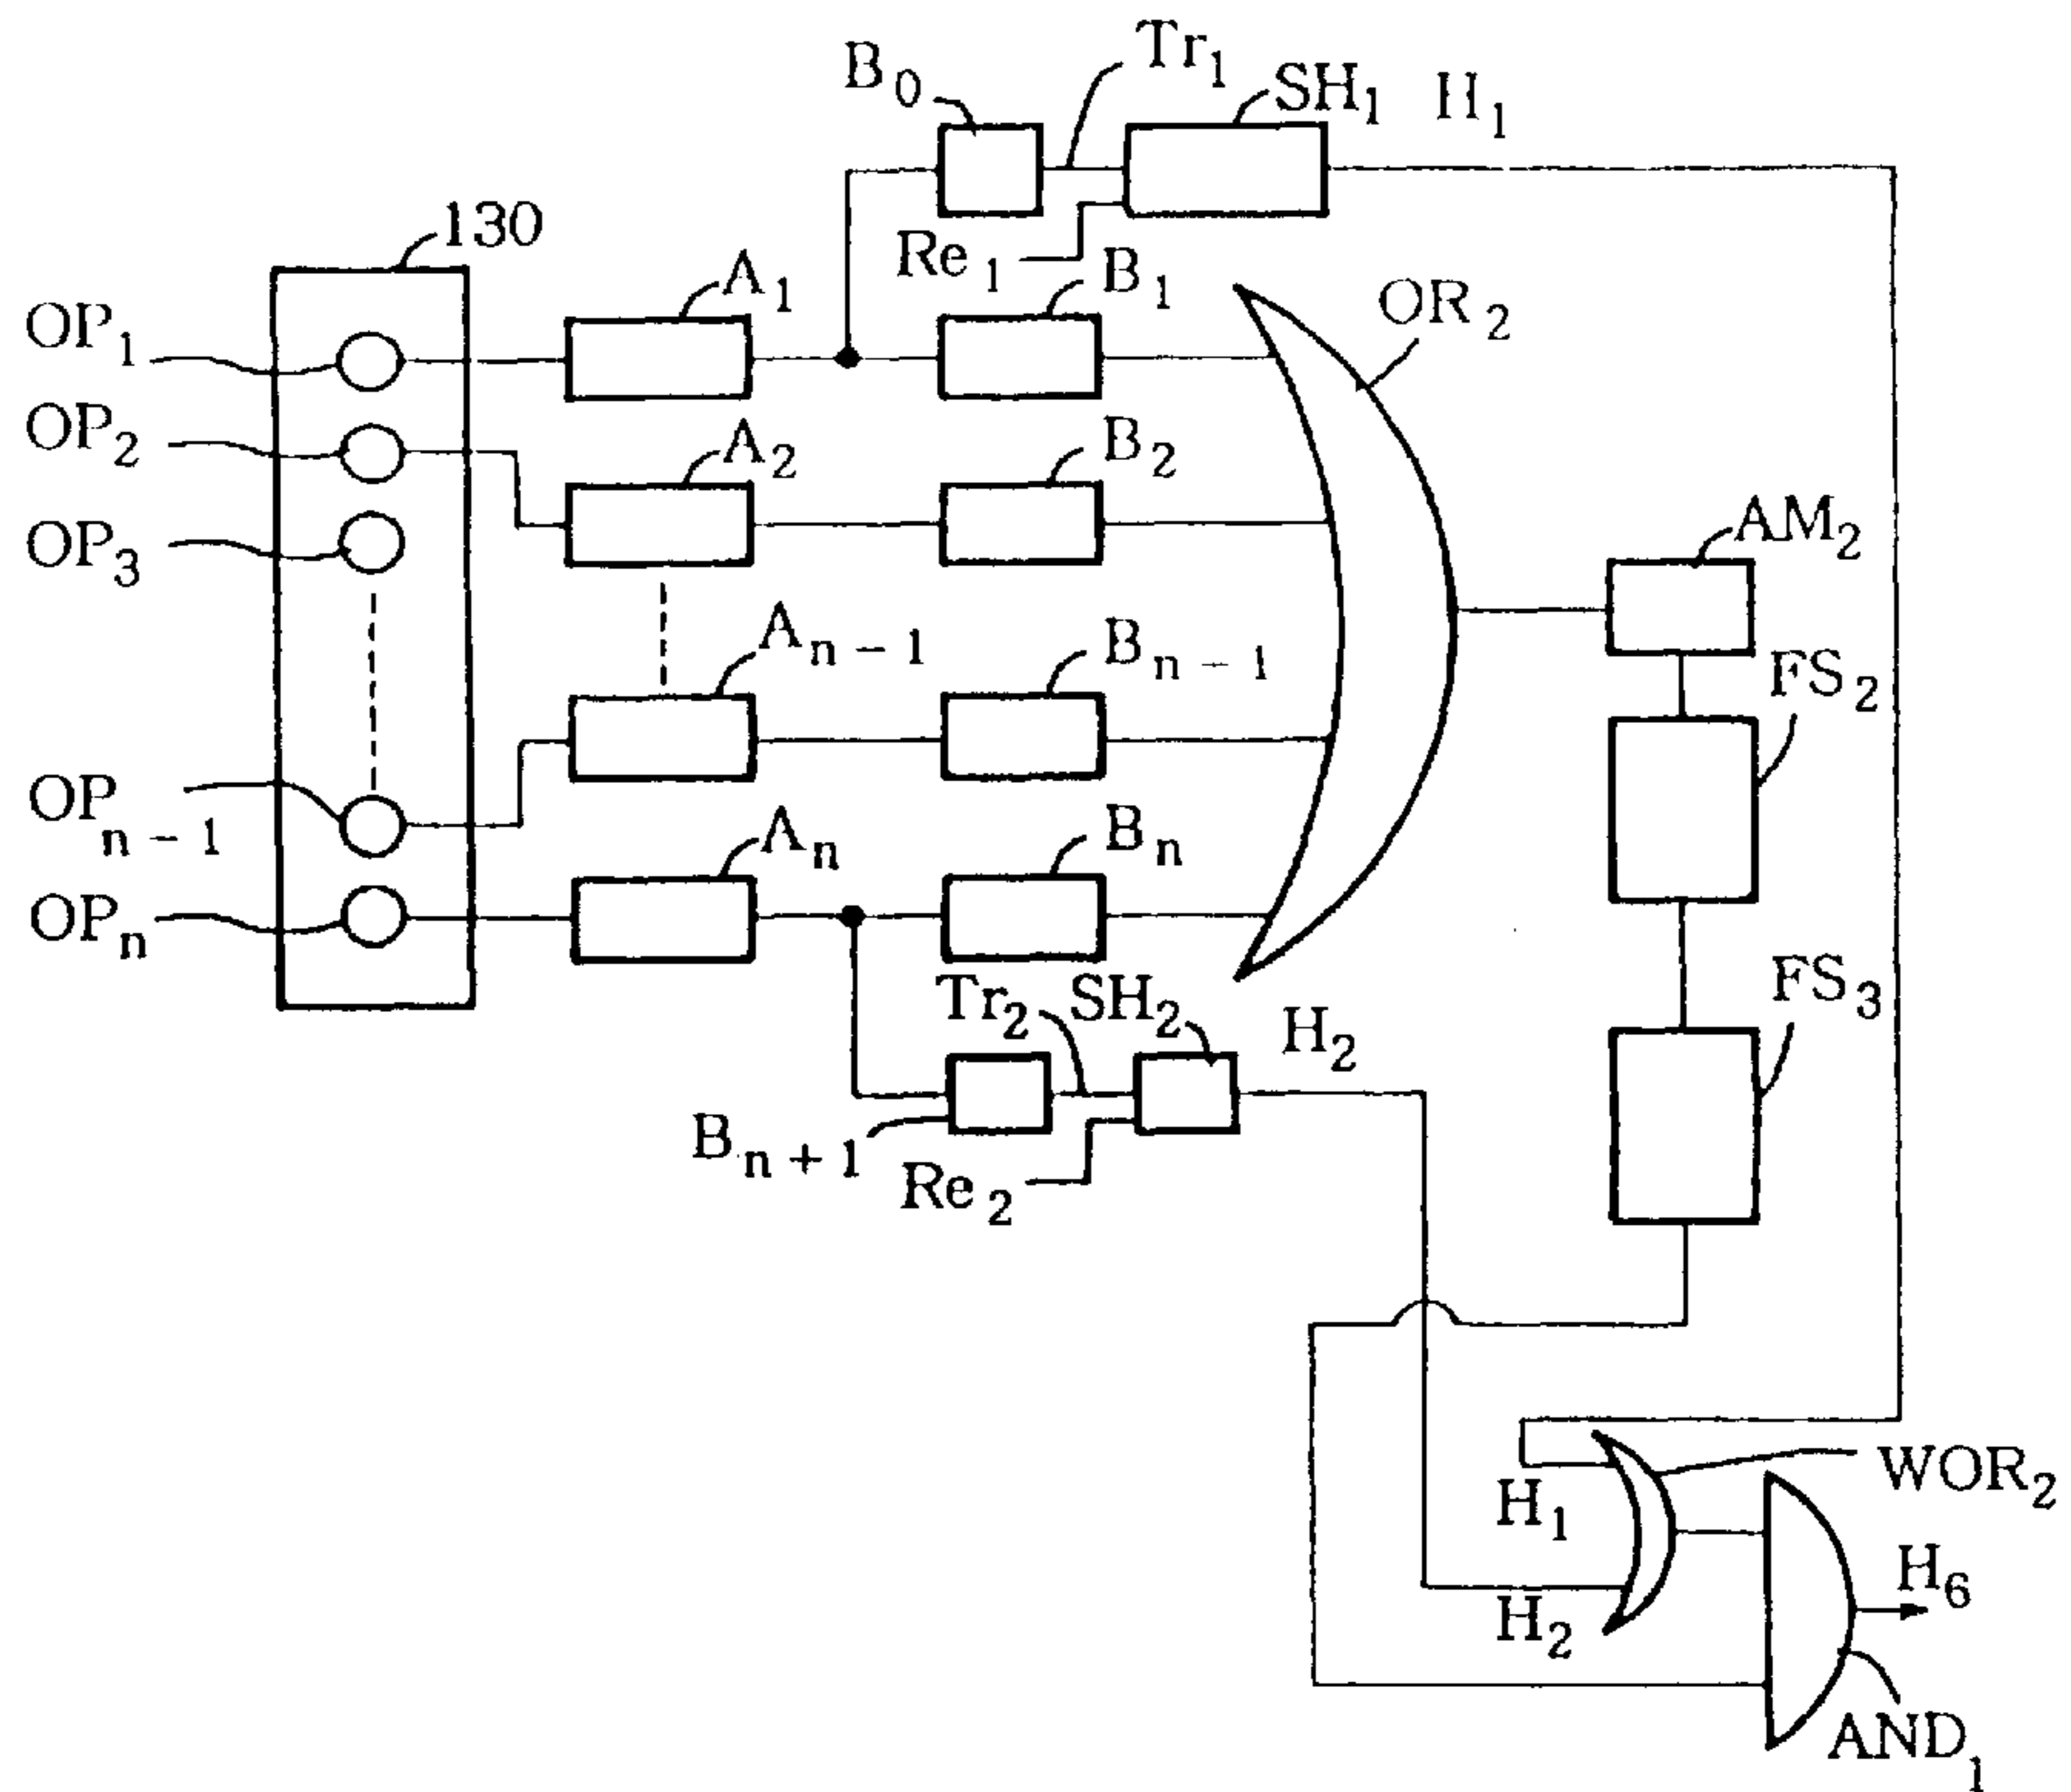 B₀
Tr₁
SH₁
H₁
130
Re₁
OP₁
A₁
B₁
OR₂
OP₂
A₂
B₂
OP₃
AM₂
Aₙ₋₁
Bₙ₋₁
FS₂
OPₙ₋₁
Aₙ
Bₙ
OPₙ
Tr₂
SH₂
H₂
FS₃
Bₙ₊₁
Re₂
WOR₂
H₁
H₆
H₂
AND₁